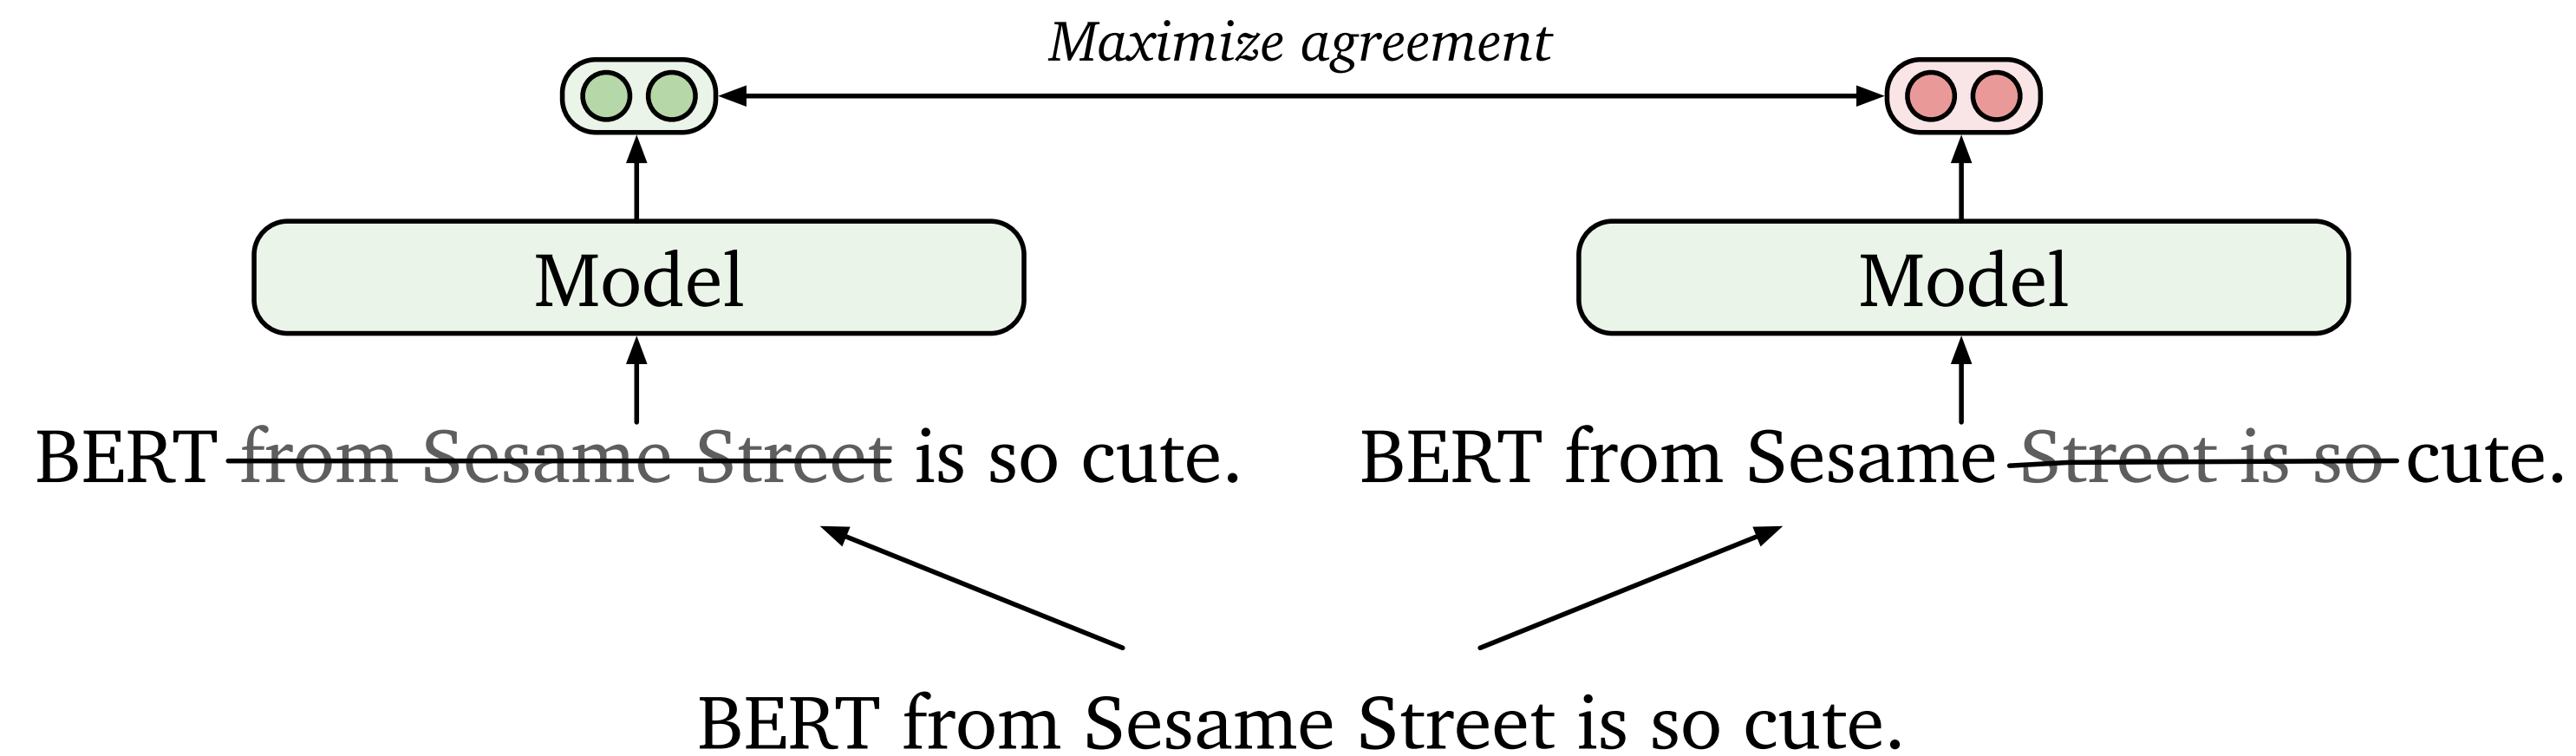 Maximize agreement
Model
Model
BERT from Sesame Street is so cute.
BERT from Sesame Street is so cute.
BERT from Sesame Street is so cute.